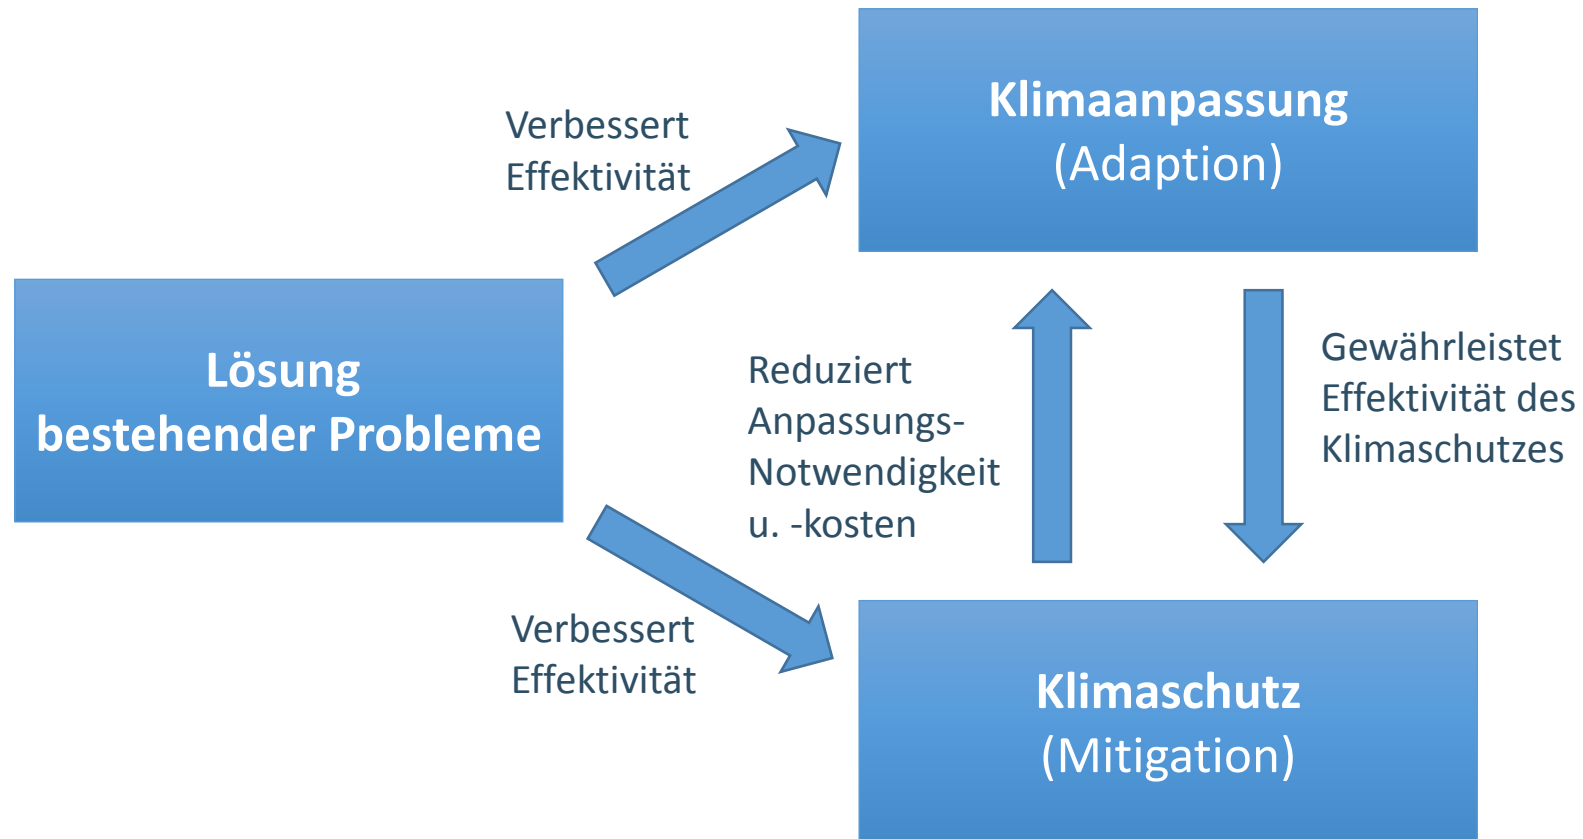 Klimaanpassung
(Adaption)
Verbessert
Effektivität
Lösung
bestehender Probleme
Reduziert
Anpassungs-
Notwendigkeit
u. -kosten
Gewährleistet
Effektivität des
Klimaschutzes
Verbessert
Effektivität
Klimaschutz
(Mitigation)